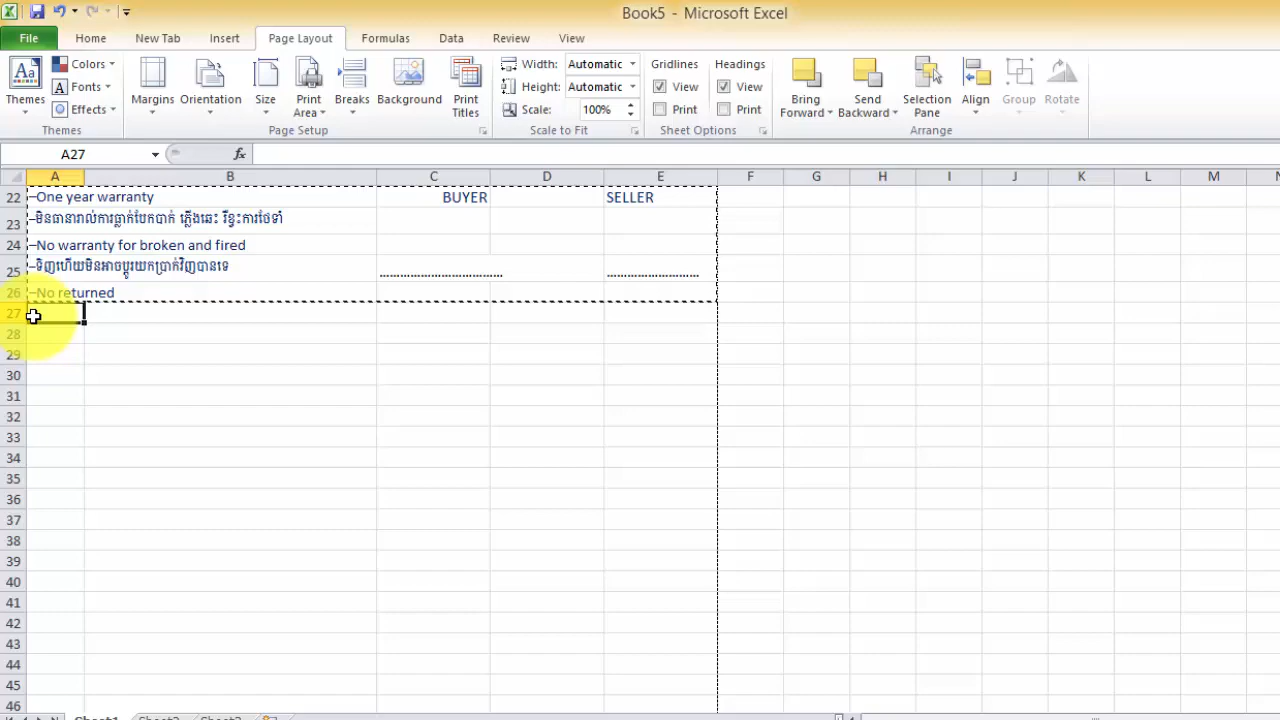 Book5 - Microsoft Excel
File Home New Tab Insert Page Layout Formulas Data Review View
Colors Width: Automatic Gridlines Headings
Fonts Height: Automatic View View
Themes Effects Margins Orientation Size Print Area Breaks Background Print Titles Scale: 100% Print Print Bring Forward Send Backward Selection Pane Align Group Rotate
Themes Page Setup Scale to Fit Sheet Options Arrange
A27 fx
A B C D E F G H I J K L M N
22 –One year warranty BUYER SELLER
23 –មិនធានារាល់ការធ្លាក់បែកបាក់ ភ្លើងឆេះ រឺខ្វះការថែទាំ
24 –No warranty for broken and fired
25 –ទិញហើយមិនអាចប្តូរយកប្រាក់វិញបានទេ ................................... ...........................
26 –No returned
27
28
29
30
31
32
33
34
35
36
37
38
39
40
41
42
43
44
45
46
Sheet1 Sheet2 Sheet3